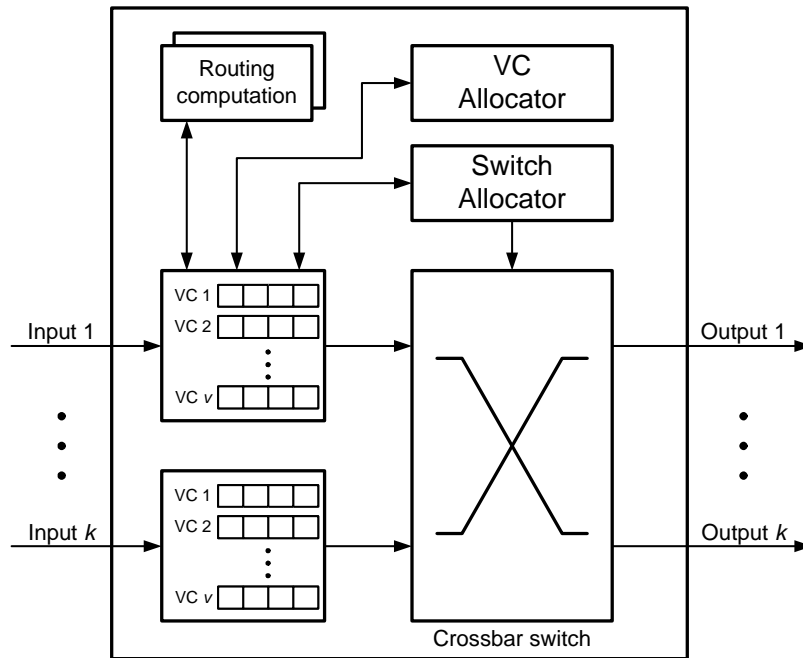 Routing
computation
VC
Allocator
Switch
Allocator
VC 1
VC 2
VC v
Input 1
Output 1
VC 1
VC 2
VC v
Input k
Output k
Crossbar switch